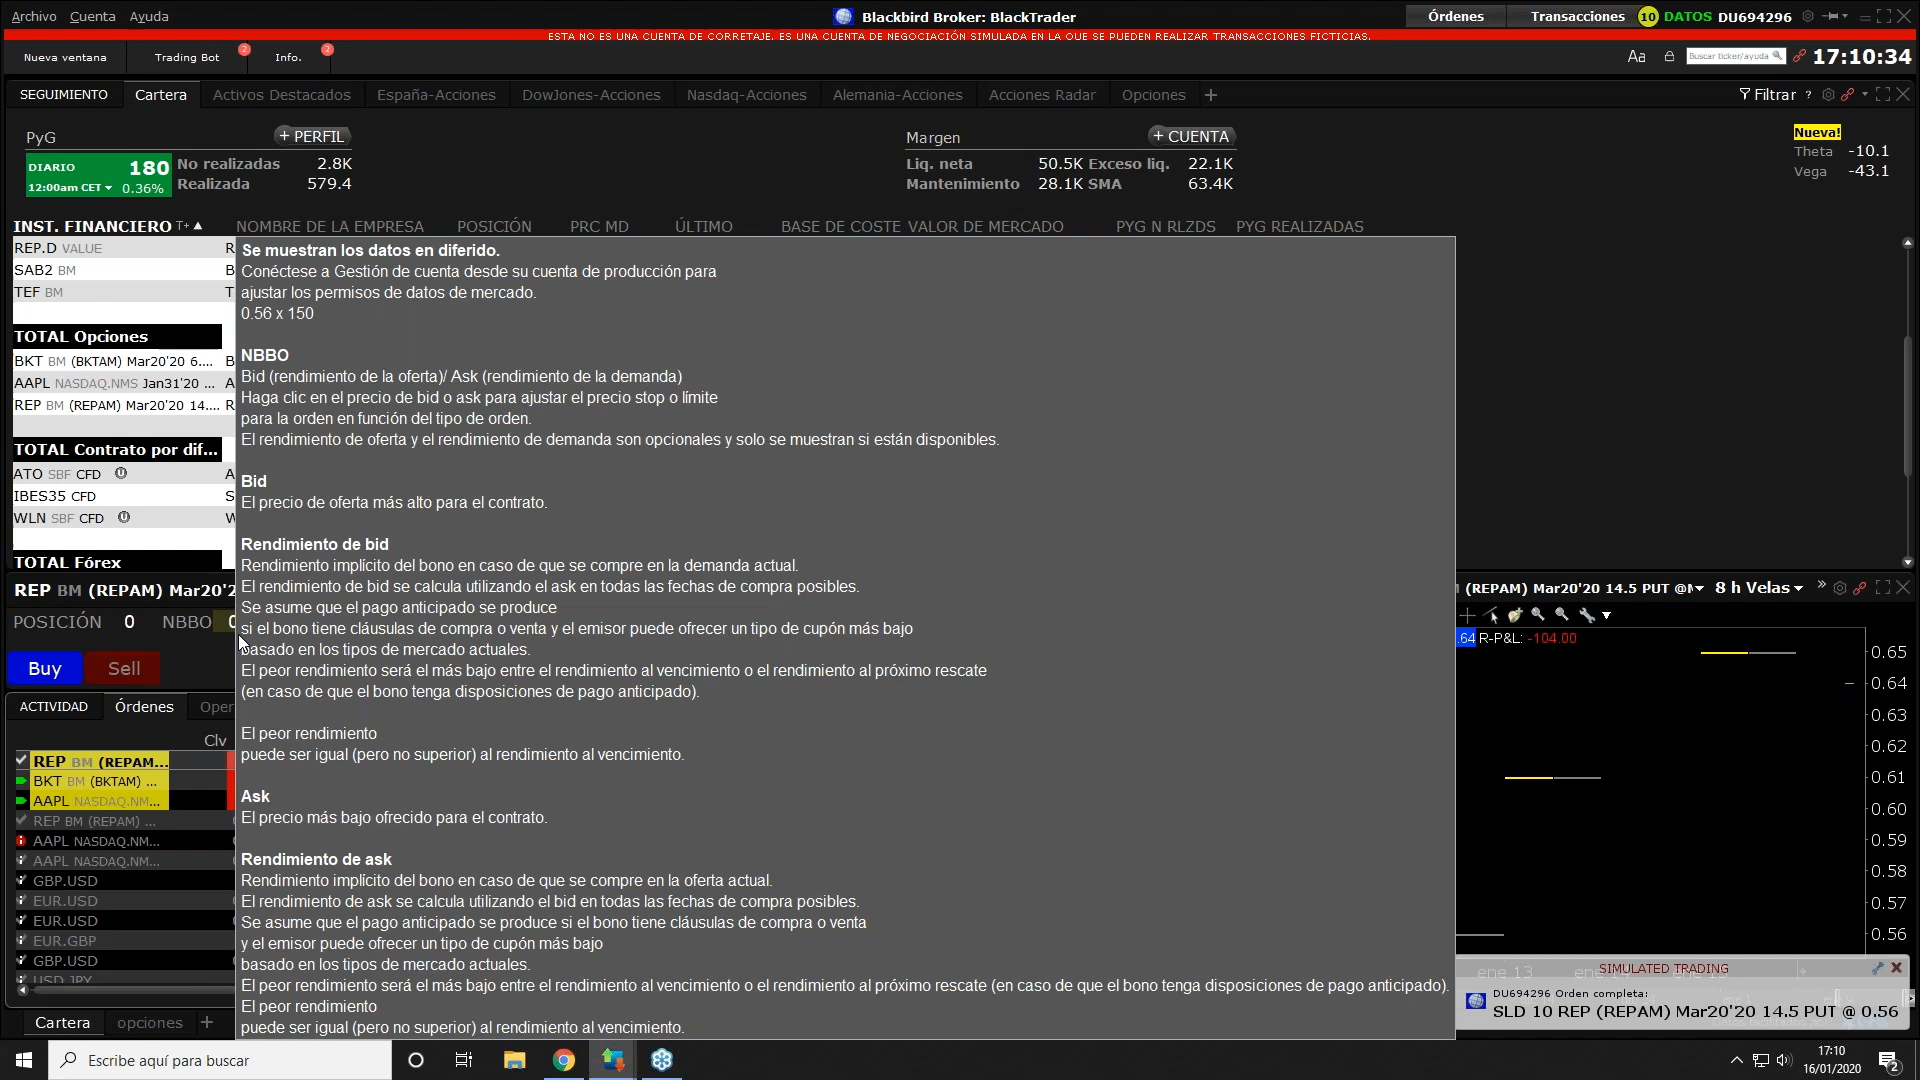 Archivo Cuenta Ayuda
Blackbird Broker: BlackTrader
Órdenes Transacciones 10 DATOS DU694296
ESTA NO ES UNA CUENTA DE CORRETAJE. ES UNA CUENTA DE NEGOCIACIÓN SIMULADA EN LA QUE SE PUEDEN REALIZAR TRANSACCIONES FICTICIAS.
Nueva ventana Trading Bot 2 Info. 2
Aa Buscar ticker/ayuda 17:10:34
SEGUIMIENTO Cartera Activos Destacados España-Acciones DowJones-Acciones Nasdaq-Acciones Alemania-Acciones Acciones Radar Opciones +
Filtrar ?
PyG + PERFIL
DIARIO 180
12:00am CET 0.36%
No realizadas 2.8K
Realizada 579.4
Margen + CUENTA
Liq. neta 50.5K Exceso liq. 22.1K
Mantenimiento 28.1K SMA 63.4K
Nueva!
Theta -10.1
Vega -43.1
INST. FINANCIERO T+ NOMBRE DE LA EMPRESA POSICIÓN PRC MD ÚLTIMO BASE DE COSTE VALOR DE MERCADO PYG N RLZDS PYG REALIZADAS
REP.D VALUE R
SAB2 BM B
TEF BM T
TOTAL Opciones
BKT BM (BKTAM) Mar20'20 6.... B
AAPL NASDAQ.NMS Jan31'20 ... A
REP BM (REPAM) Mar20'20 14.... R
TOTAL Contrato por dif...
ATO SBF CFD A
IBES35 CFD S
WLN SBF CFD W
TOTAL Fórex
Se muestran los datos en diferido.
Conéctese a Gestión de cuenta desde su cuenta de producción para
ajustar los permisos de datos de mercado.
0.56 x 150
NBBO
Bid (rendimiento de la oferta)/ Ask (rendimiento de la demanda)
Haga clic en el precio de bid o ask para ajustar el precio stop o límite
para la orden en función del tipo de orden.
El rendimiento de oferta y el rendimiento de demanda son opcionales y solo se muestran si están disponibles.
Bid
El precio de oferta más alto para el contrato.
Rendimiento de bid
Rendimiento implícito del bono en caso de que se compre en la demanda actual.
El rendimiento de bid se calcula utilizando el ask en todas las fechas de compra posibles.
Se asume que el pago anticipado se produce
si el bono tiene cláusulas de compra o venta y el emisor puede ofrecer un tipo de cupón más bajo
basado en los tipos de mercado actuales.
El peor rendimiento será el más bajo entre el rendimiento al vencimiento o el rendimiento al próximo rescate
(en caso de que el bono tenga disposiciones de pago anticipado).
El peor rendimiento
puede ser igual (pero no superior) al rendimiento al vencimiento.
Ask
El precio más bajo ofrecido para el contrato.
Rendimiento de ask
Rendimiento implícito del bono en caso de que se compre en la oferta actual.
El rendimiento de ask se calcula utilizando el bid en todas las fechas de compra posibles.
Se asume que el pago anticipado se produce si el bono tiene cláusulas de compra o venta
y el emisor puede ofrecer un tipo de cupón más bajo
basado en los tipos de mercado actuales.
El peor rendimiento será el más bajo entre el rendimiento al vencimiento o el rendimiento al próximo rescate (en caso de que el bono tenga disposiciones de pago anticipado).
El peor rendimiento
puede ser igual (pero no superior) al rendimiento al vencimiento.
REP BM (REPAM) Mar20'2
POSICIÓN 0 NBBO 0
Buy Sell
ACTIVIDAD Órdenes Oper
Clv
REP BM (REPAM...
BKT BM (BKTAM) ...
AAPL NASDAQ.NM...
REP BM (REPAM) ...
AAPL NASDAQ.NM...
AAPL NASDAQ.NM...
GBP.USD
EUR.USD
EUR.USD
EUR.GBP
GBP.USD
USD.JPY
Cartera opciones +
(REPAM) Mar20'20 14.5 PUT 8 h Velas
.64 R-P&L: -104.00
0.65
0.64
0.63
0.62
0.61
0.60
0.59
0.58
0.57
0.56
ene 13
SIMULATED TRADING
DU694296 Orden completa:
SLD 10 REP (REPAM) Mar20'20 14.5 PUT @ 0.56
Escribe aquí para buscar
17:10
16/01/2020
2